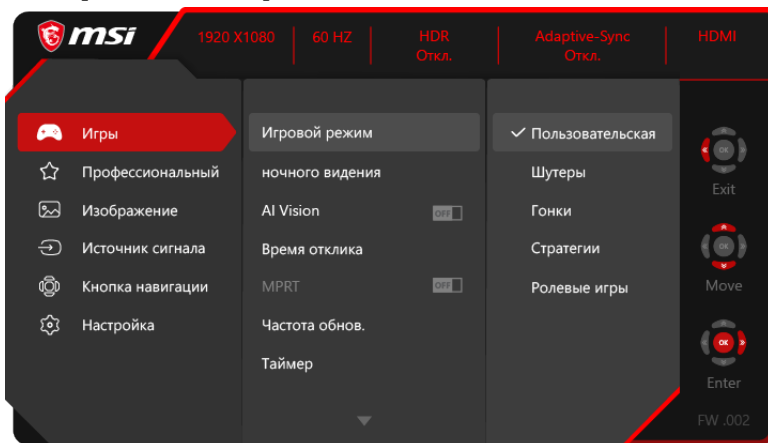 msi
1920 X1080
60 HZ
HDR
Откл.
Adaptive-Sync
Откл.
HDMI
Игры
Профессиональный
Изображение
Источник сигнала
Кнопка навигации
Настройка
Игровой режим
ночного видения
AI Vision
OFF
Время отклика
MPRT
OFF
Частота обнов.
Таймер
Пользовательская
Шутеры
Гонки
Стратегии
Ролевые игры
OK
Exit
OK
Move
OK
Enter
FW .002